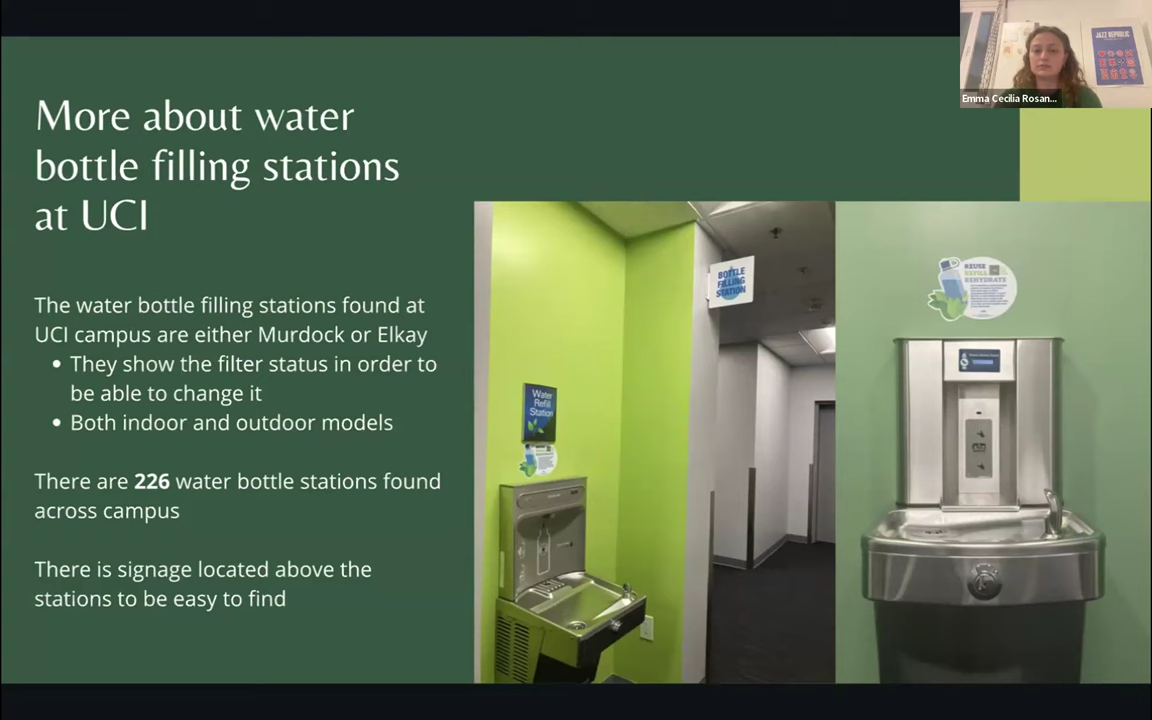 More about water
bottle filling stations
at UCI
The water bottle filling stations found at
UCI campus are either Murdock or Elkay
• They show the filter status in order to
be able to change it
• Both indoor and outdoor models
There are 226 water bottle stations found
across campus
There is signage located above the
stations to be easy to find
BOTTLE
FILLING
STATION
Water
Refill
Station
REUSE
REFILL
REHYDRATE
JAZZ REPUBLIC
Emma Cecilia Rosan...